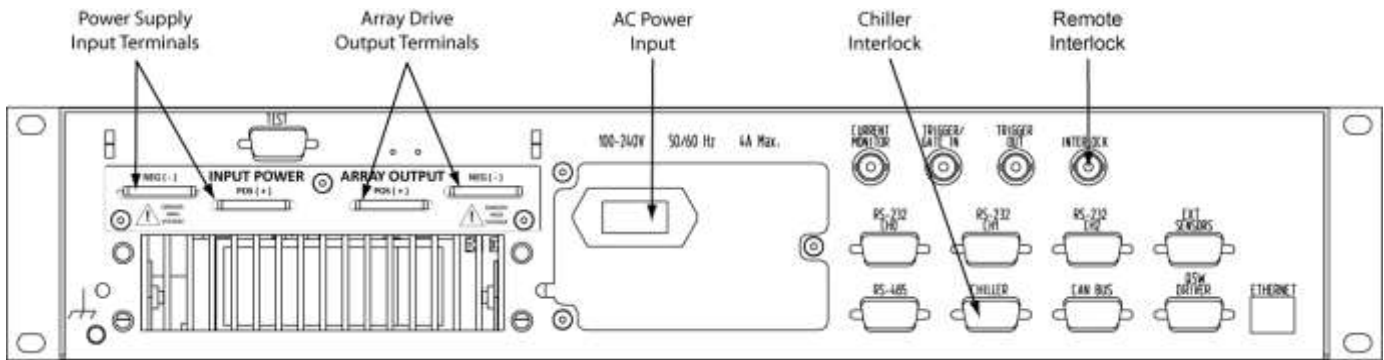 Power Supply
Input Terminals
Array Drive
Output Terminals
AC Power
Input
Chiller
Interlock
Remote
Interlock
TEST
100-240V 50/60 Hz 4A Max.
CURRENT
MONITOR
TRIGGER/
GATE IN
TRIGGER
OUT
INTERLOCK
NEG(-) INPUT POWER ARRAY OUTPUT NEG(-)
POS(+) POS(+)
RS-232
CH0
RS-232
CH1
RS-232
CH2
EXT
SENSORS
RS-485
CHILLER
CAN BUS
QSW
DRIVER
ETHERNET